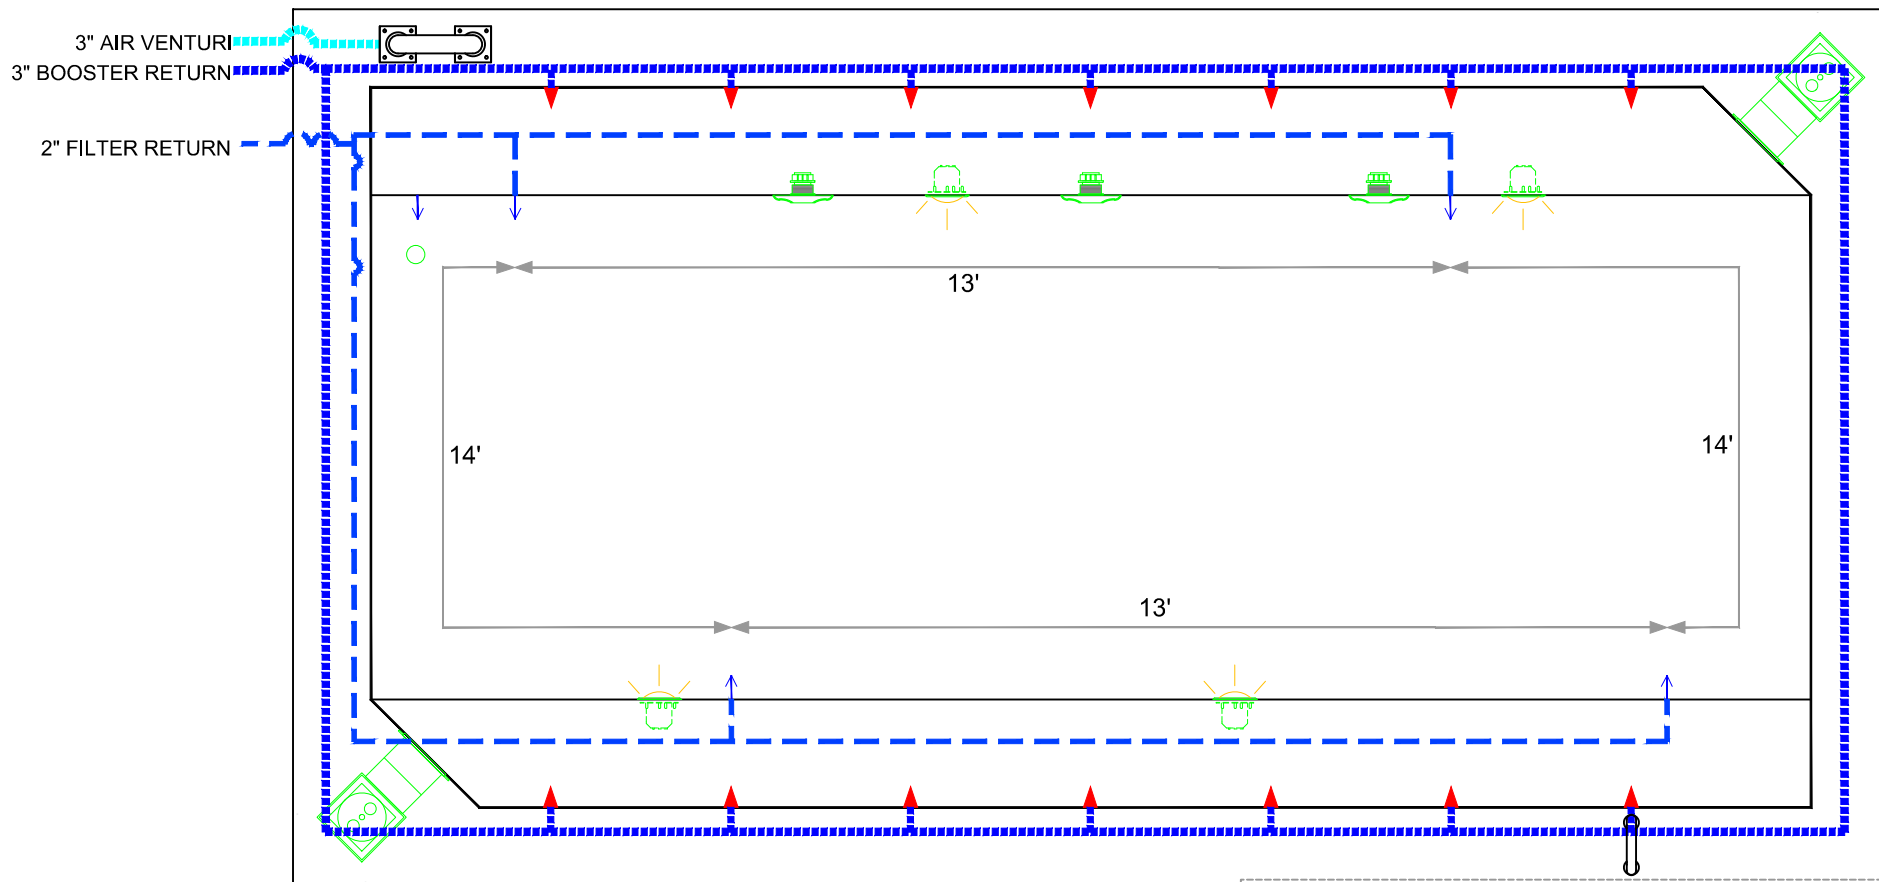 3" AIR VENTURI
3" BOOSTER RETURN
2" FILTER RETURN
13'
14'
14'
13'